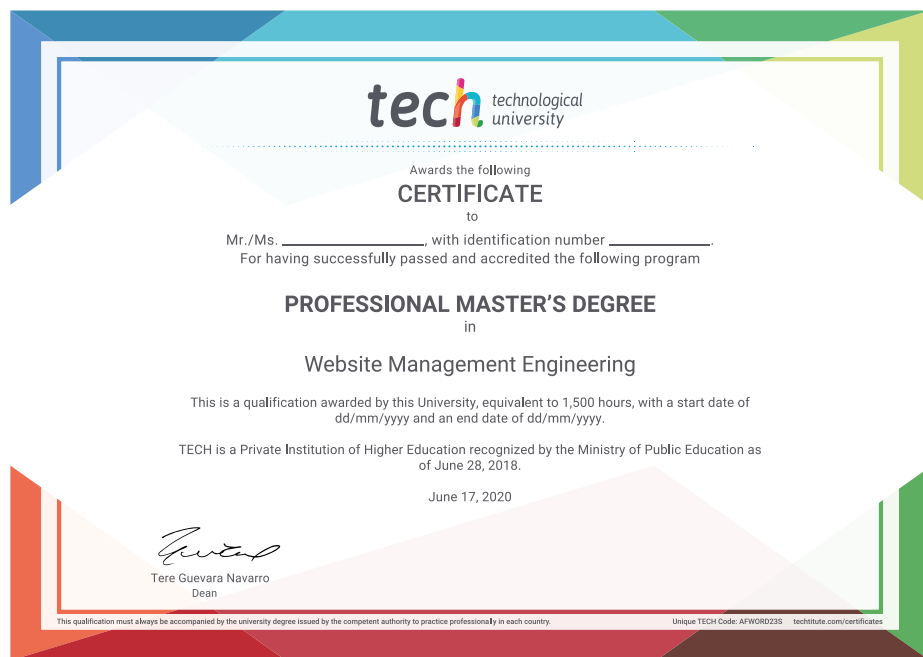 tech technological
university
Awards the following
CERTIFICATE
to
Mr./Ms. ____________________, with identification number ______________.
For having successfully passed and accredited the following program
PROFESSIONAL MASTER'S DEGREE
in
Website Management Engineering
This is a qualification awarded by this University, equivalent to 1,500 hours, with a start date of
dd/mm/yyyy and an end date of dd/mm/yyyy.
TECH is a Private Institution of Higher Education recognized by the Ministry of Public Education as
of June 28, 2018.
June 17, 2020
Tere Guevara Navarro
Dean
This qualification must always be accompanied by the university degree issued by the competent authority to practice professionally in each country.
Unique TECH Code: AFWORD23S techtitute.com/certificates